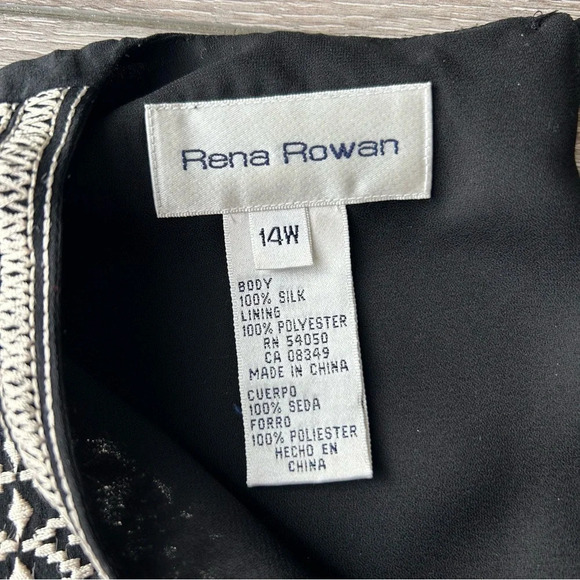 Rena Rowan
14W
BODY
100% SILK
LINING
100% POLYESTER
RN 54050
CA 08349
MADE IN CHINA
CUERPO
100% SEDA
FORRO
100% POLIESTER
HECHO EN
CHINA